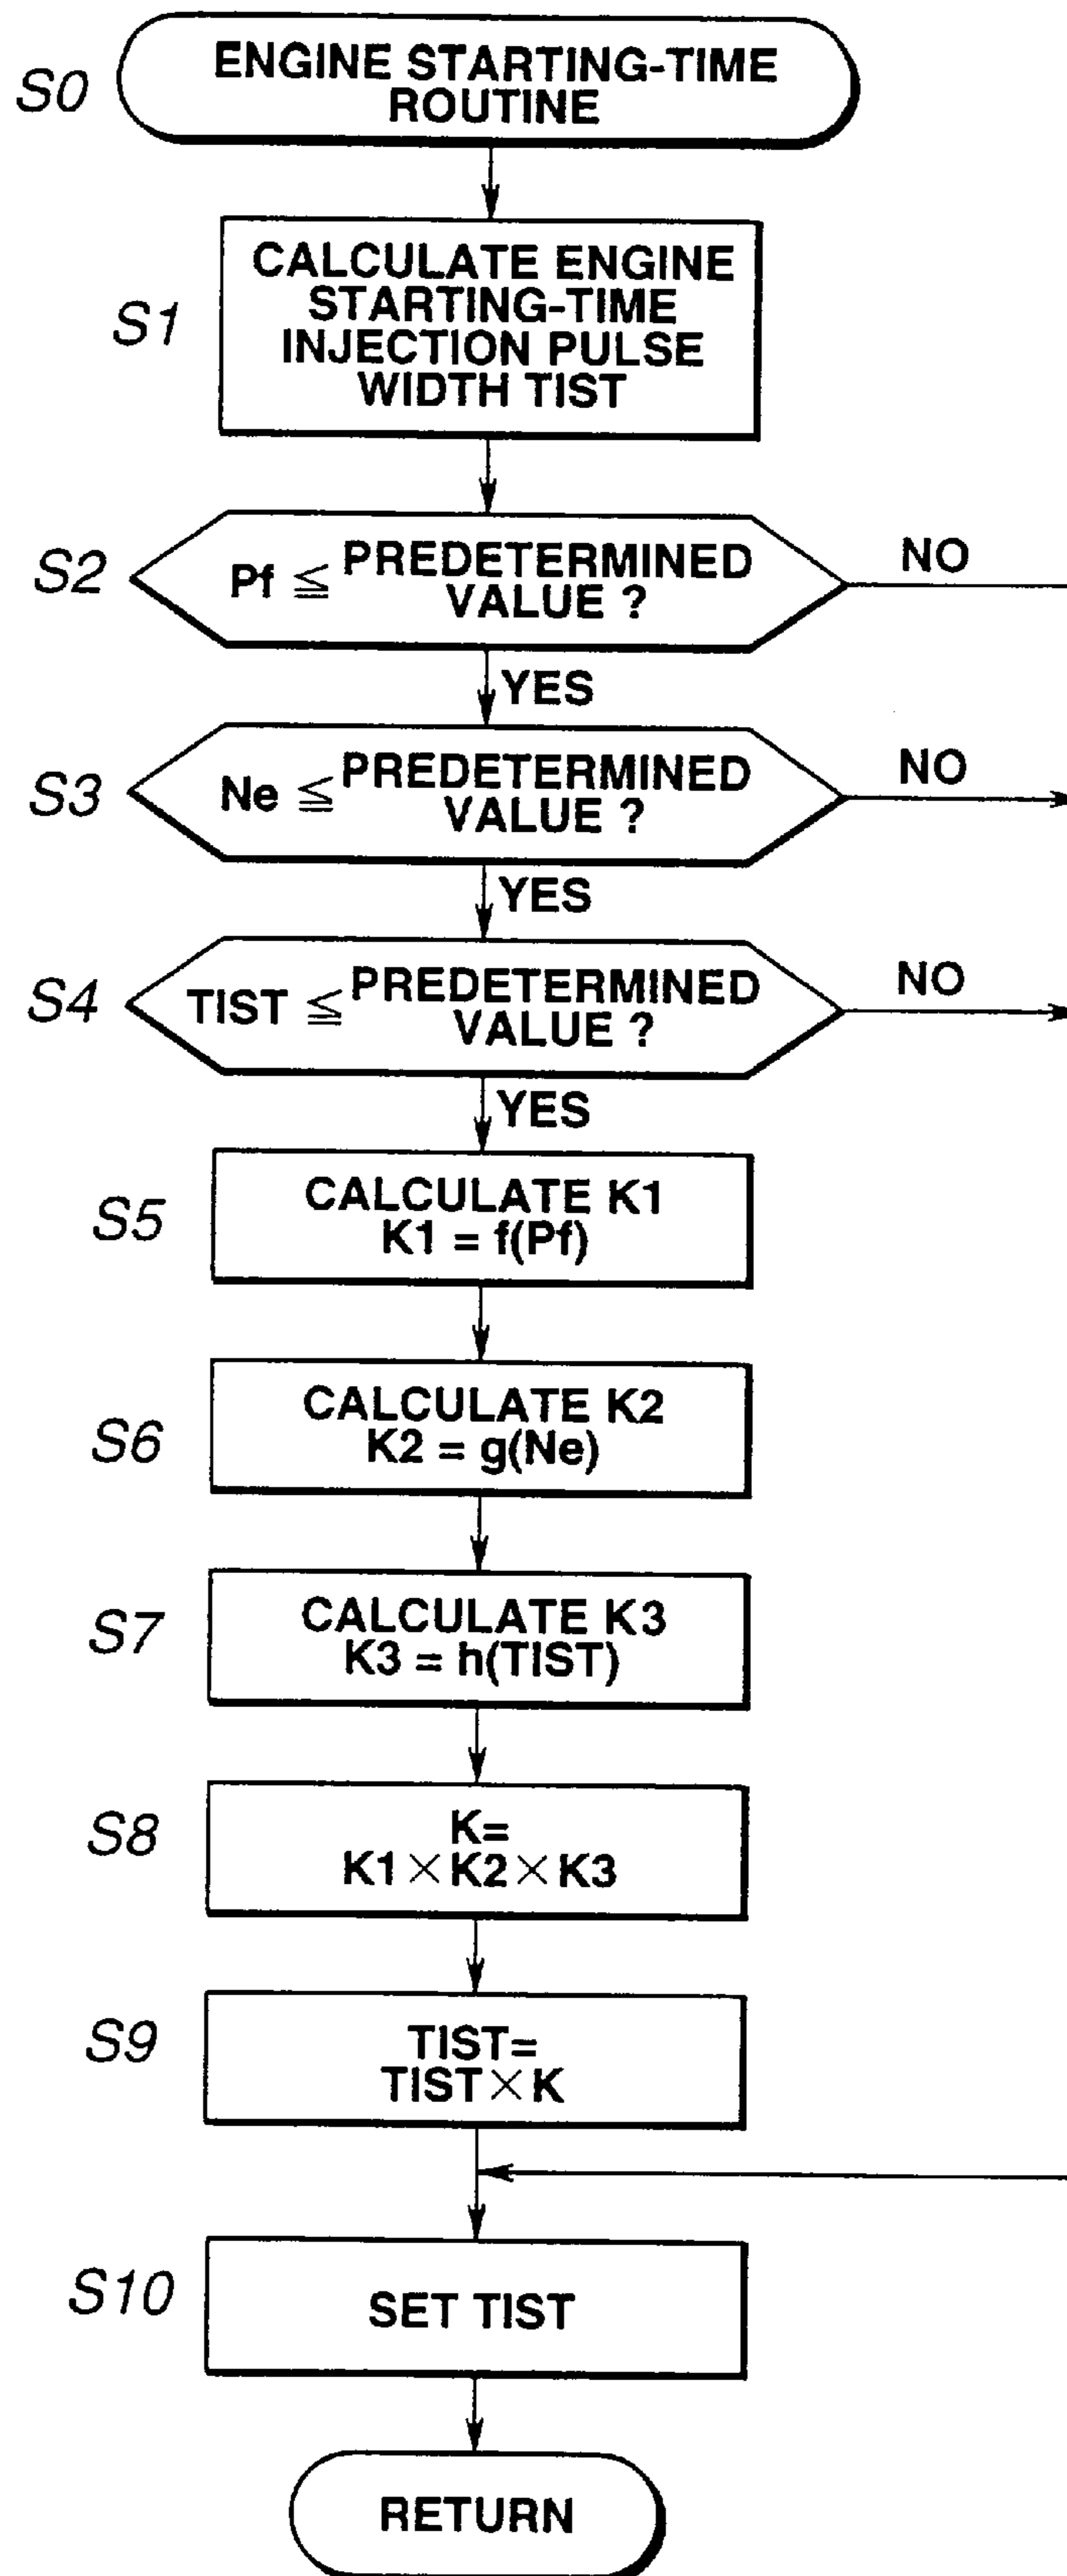 S0
ENGINE STARTING-TIME
ROUTINE
S1
CALCULATE ENGINE
STARTING-TIME
INJECTION PULSE
WIDTH TIST
S2
Pf ≦ PREDETERMINED
VALUE ?
NO
YES
S3
Ne ≦ PREDETERMINED
VALUE ?
NO
YES
S4
TIST ≦ PREDETERMINED
VALUE ?
NO
YES
S5
CALCULATE K1
K1 = f(Pf)
S6
CALCULATE K2
K2 = g(Ne)
S7
CALCULATE K3
K3 = h(TIST)
S8
K=
K1×K2×K3
S9
TIST=
TIST×K
S10
SET TIST
RETURN